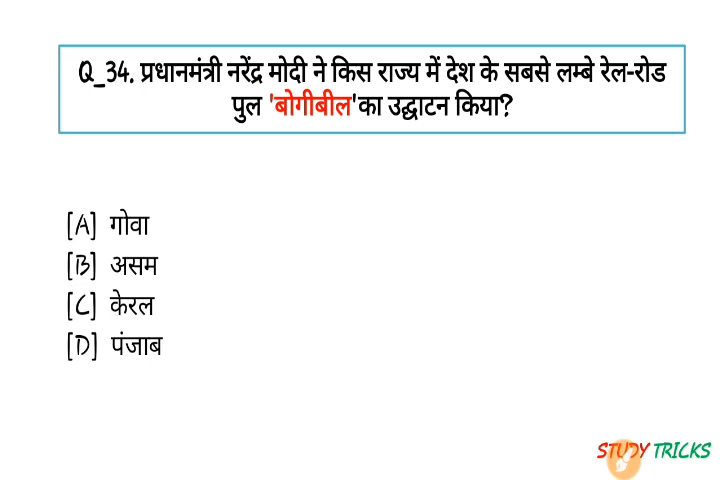 Q_34. प्रधानमंत्री नरेंद्र मोदी ने किस राज्य में देश के सबसे लम्बे रेल-रोड
पुल 'बोगीबील'का उद्घाटन किया?
[A] गोवा
[B] असम
[C] केरल
[D] पंजाब
STUDY TRICKS